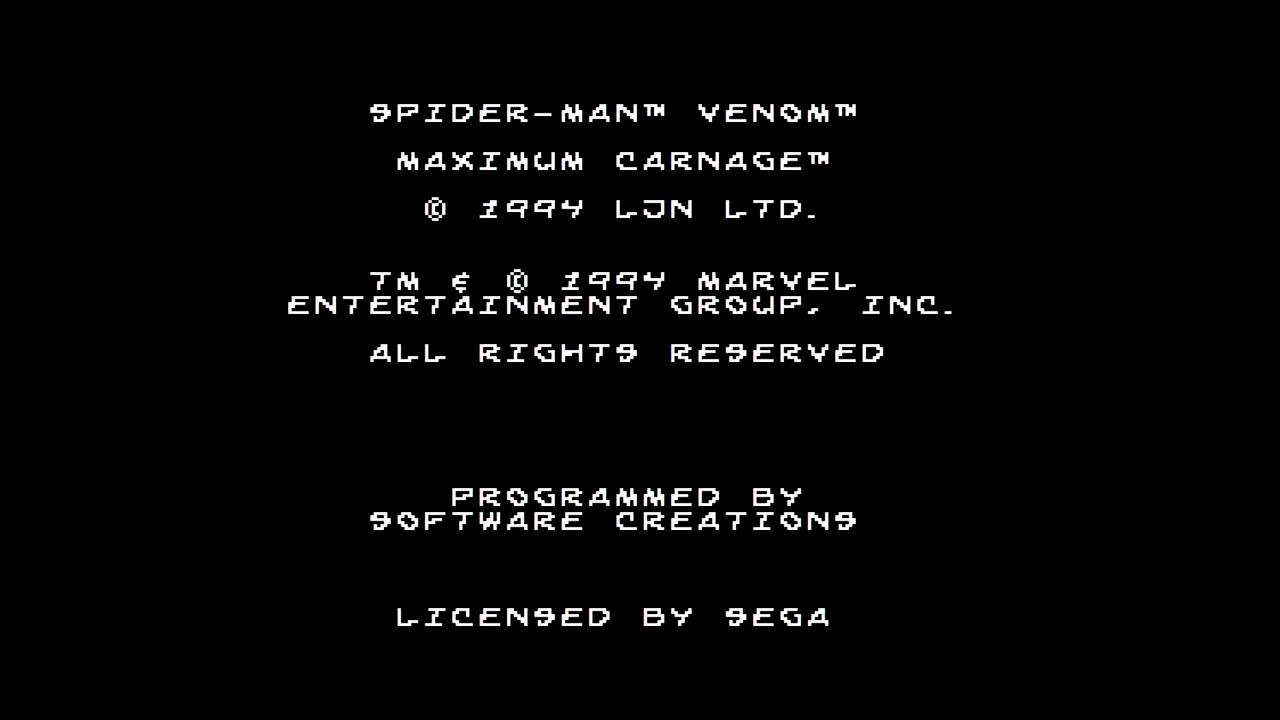 SPIDER-MAN™ VENOM™
MAXIMUM CARNAGE™
© 1994 LJN LTD.
TM & © 1994 MARVEL
ENTERTAINMENT GROUP, INC.
ALL RIGHTS RESERVED
PROGRAMMED BY
SOFTWARE CREATIONS
LICENSED BY SEGA